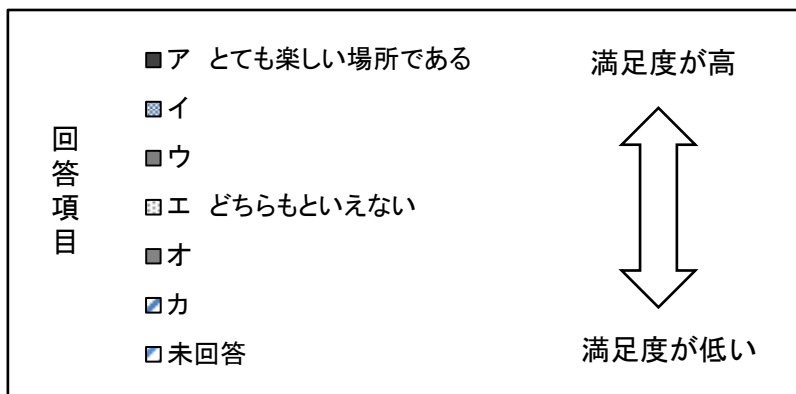 回答項目
ア とても楽しい場所である
イ
ウ
エ どちらもといえない
オ
カ
未回答
満足度が高
満足度が低い